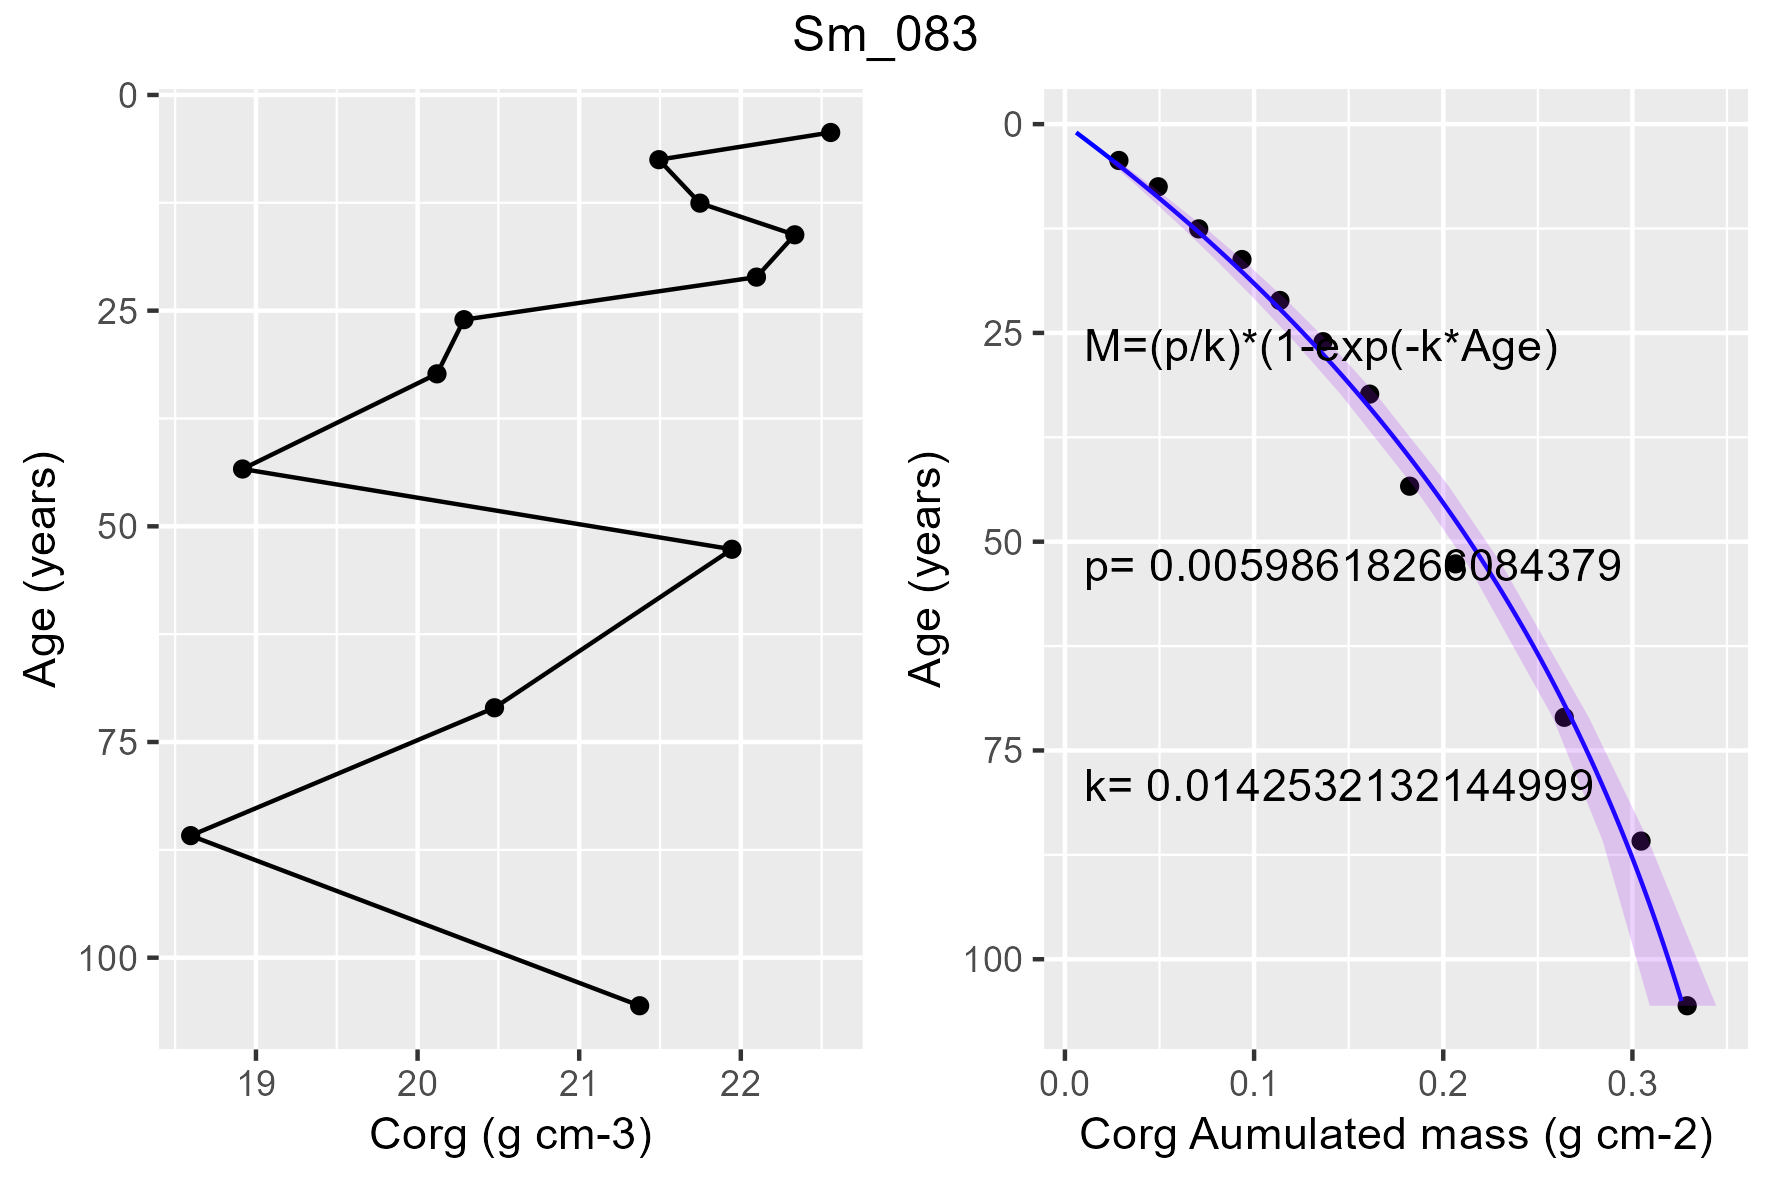 Sm_083
0
25
50
75
100
Age (years)
19 20 21 22
Corg (g cm-3)
0
25
50
75
100
Age (years)
M=(p/k)*(1-exp(-k*Age)
p= 0.00598618266084379
k= 0.0142532132144999
0.0 0.1 0.2 0.3
Corg Aumulated mass (g cm-2)